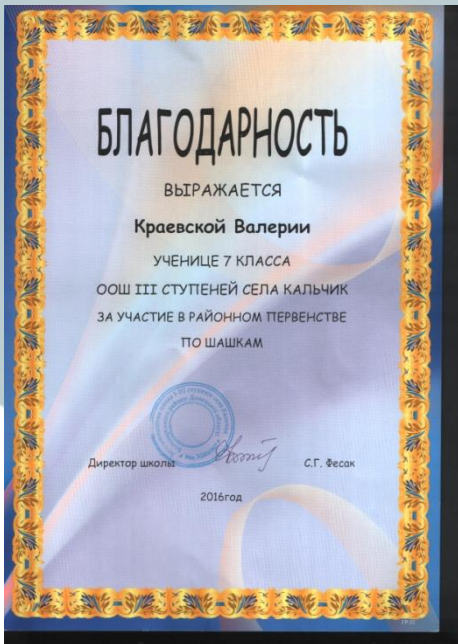 БЛАГОДАРНОСТЬ
ВЫРАЖАЕТСЯ
Краевской Валерии
УЧЕНИЦЕ 7 КЛАССА
ООШ III СТУПЕНЕЙ СЕЛА КАЛЬЧИК
ЗА УЧАСТИЕ В РАЙОННОМ ПЕРВЕНСТВЕ
ПО ШАШКАМ
Директор школы С.Г. Фесак
2016год